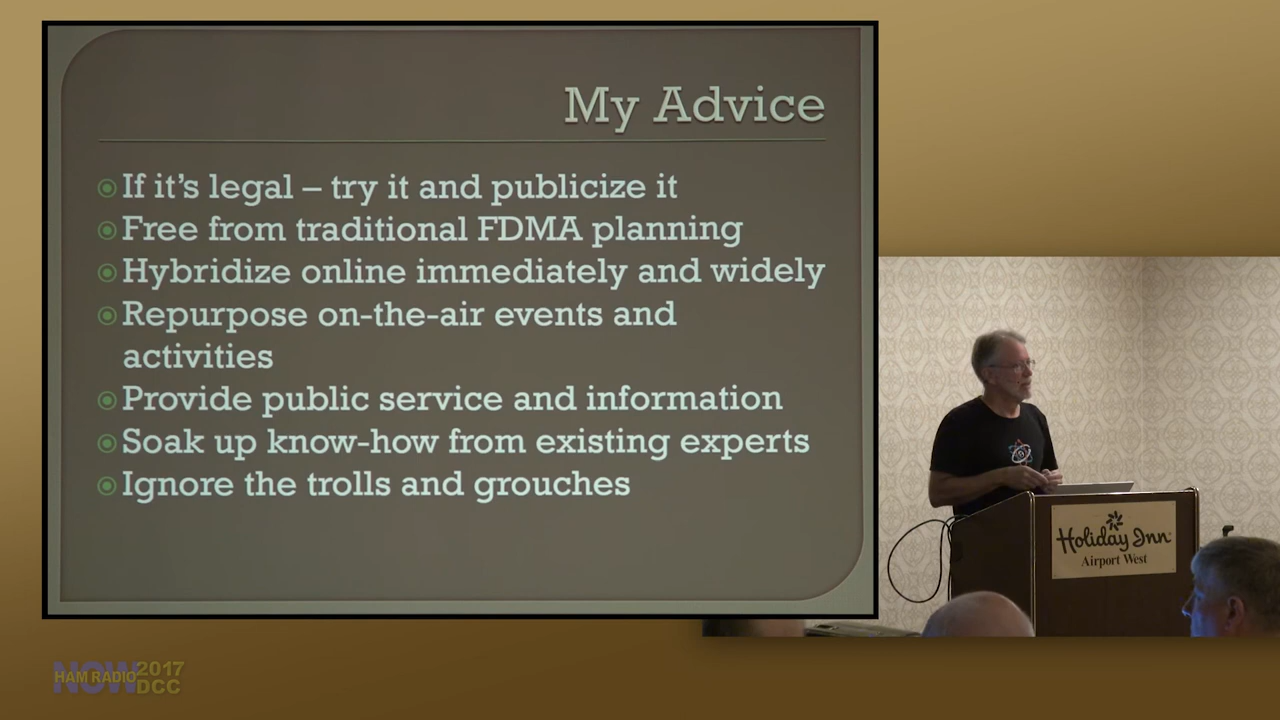 My Advice
If it's legal – try it and publicize it
Free from traditional FDMA planning
Hybridize online immediately and widely
Repurpose on-the-air events and
activities
Provide public service and information
Soak up know-how from existing experts
Ignore the trolls and grouches
Holiday Inn
Airport West
NOW
HAM RADIO
2017
DCC